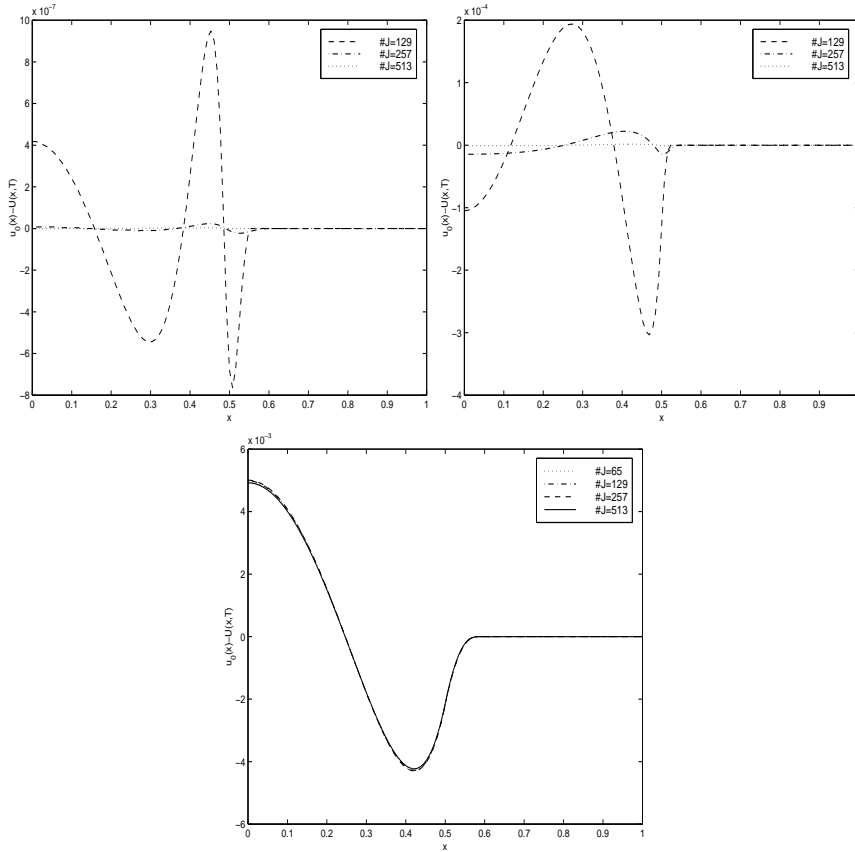 x 10⁻⁷
10
8
6
4
2
0
−2
−4
−6
−8
0 0.1 0.2 0.3 0.4 0.5 0.6 0.7 0.8 0.9 1
x
u₀(x)−U(x,T)
#J=129
#J=257
#J=513
x 10⁻⁴
2
1
0
−1
−2
−3
−4
0 0.1 0.2 0.3 0.4 0.5 0.6 0.7 0.8 0.9
x
u₀(x)−U(x,T)
#J=129
#J=257
#J=513
x 10⁻³
6
4
2
0
−2
−4
−6
0 0.1 0.2 0.3 0.4 0.5 0.6 0.7 0.8 0.9 1
x
u₀(x)−U(x,T)
#J=65
#J=129
#J=257
#J=513